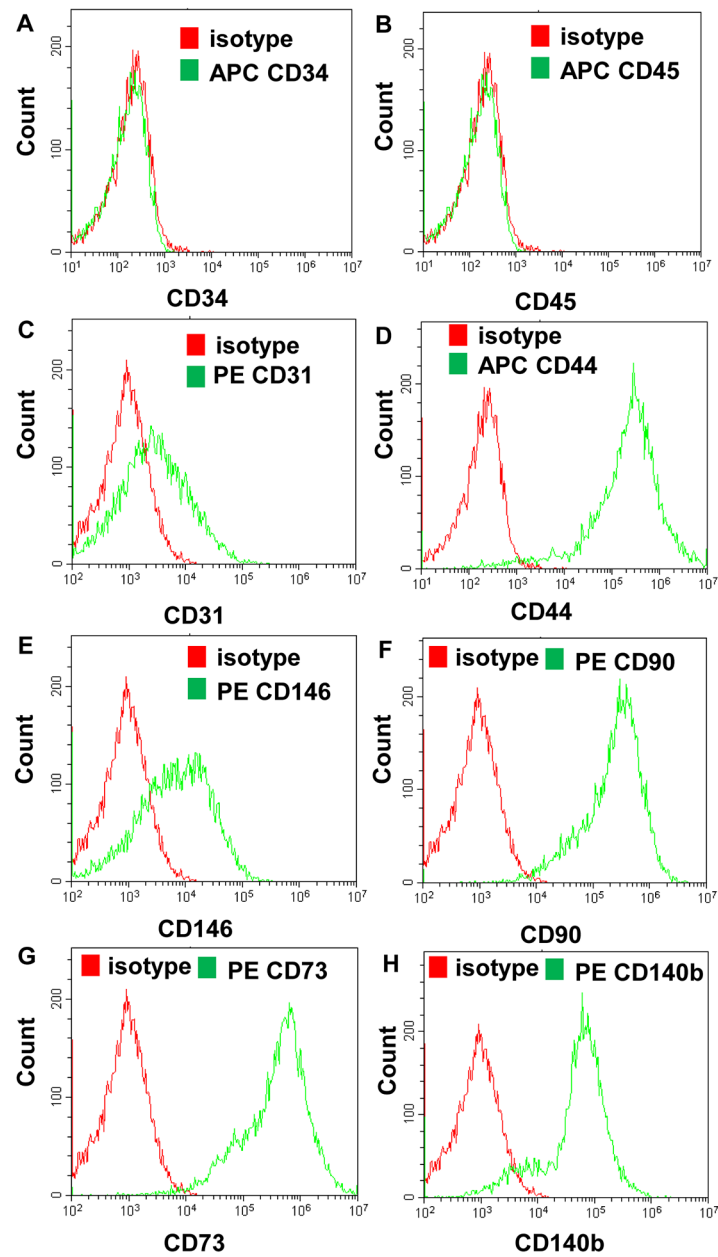 A
isotype
APC CD34
Count
0 100 200
10¹ 10² 10³ 10⁴ 10⁵ 10⁶ 10⁷
CD34
B
isotype
APC CD45
Count
0 100 200
10¹ 10² 10³ 10⁴ 10⁵ 10⁶ 10⁷
CD45
C
isotype
PE CD31
Count
0 100 200
10² 10³ 10⁴ 10⁵ 10⁶ 10⁷
CD31
D
isotype
APC CD44
Count
0 100 200
10¹ 10² 10³ 10⁴ 10⁵ 10⁶ 10⁷
CD44
E
isotype
PE CD146
Count
0 100 200
10² 10³ 10⁴ 10⁵ 10⁶ 10⁷
CD146
F
isotype PE CD90
Count
0 100 200
10² 10³ 10⁴ 10⁵ 10⁶ 10⁷
CD90
G
isotype PE CD73
Count
0 100 200
10² 10³ 10⁴ 10⁵ 10⁶ 10⁷
CD73
H
isotype PE CD140b
Count
0 100 200
10² 10³ 10⁴ 10⁵ 10⁶ 10⁷
CD140b